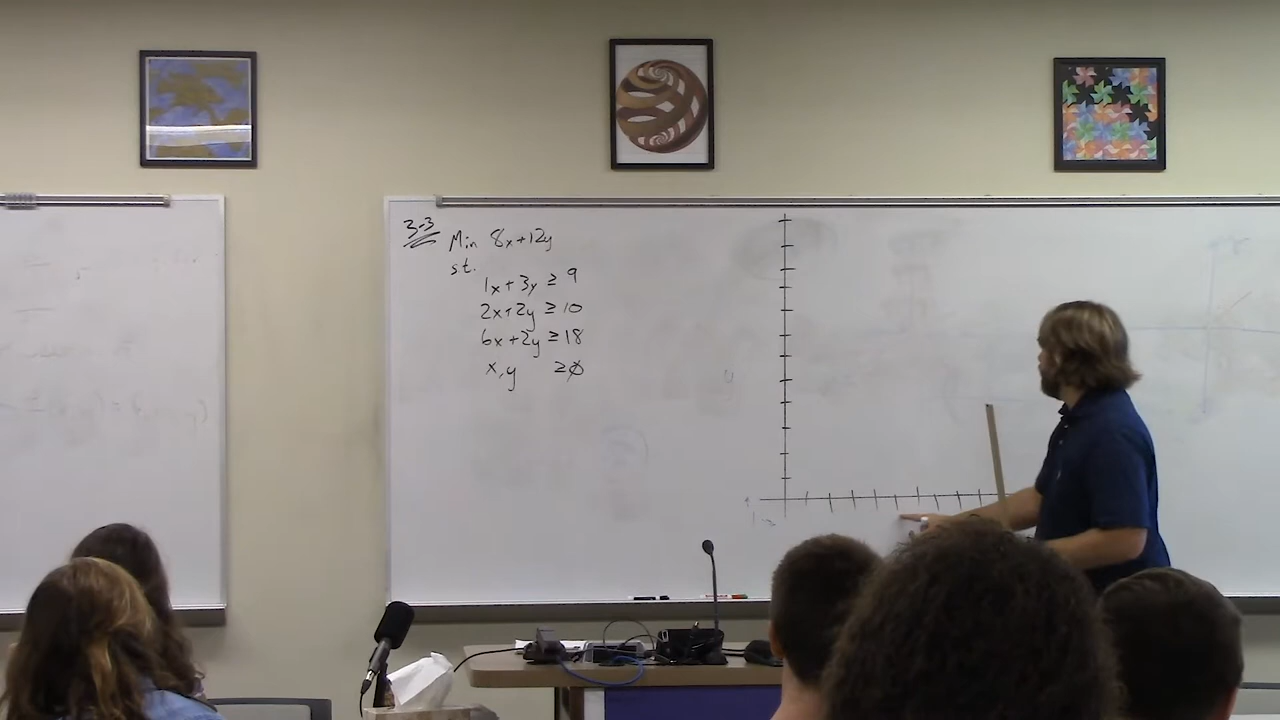 3-3
Min 8x+12y
st.
1x+3y ≥ 9
2x+2y ≥ 10
6x+2y ≥ 18
x,y ≥ 0